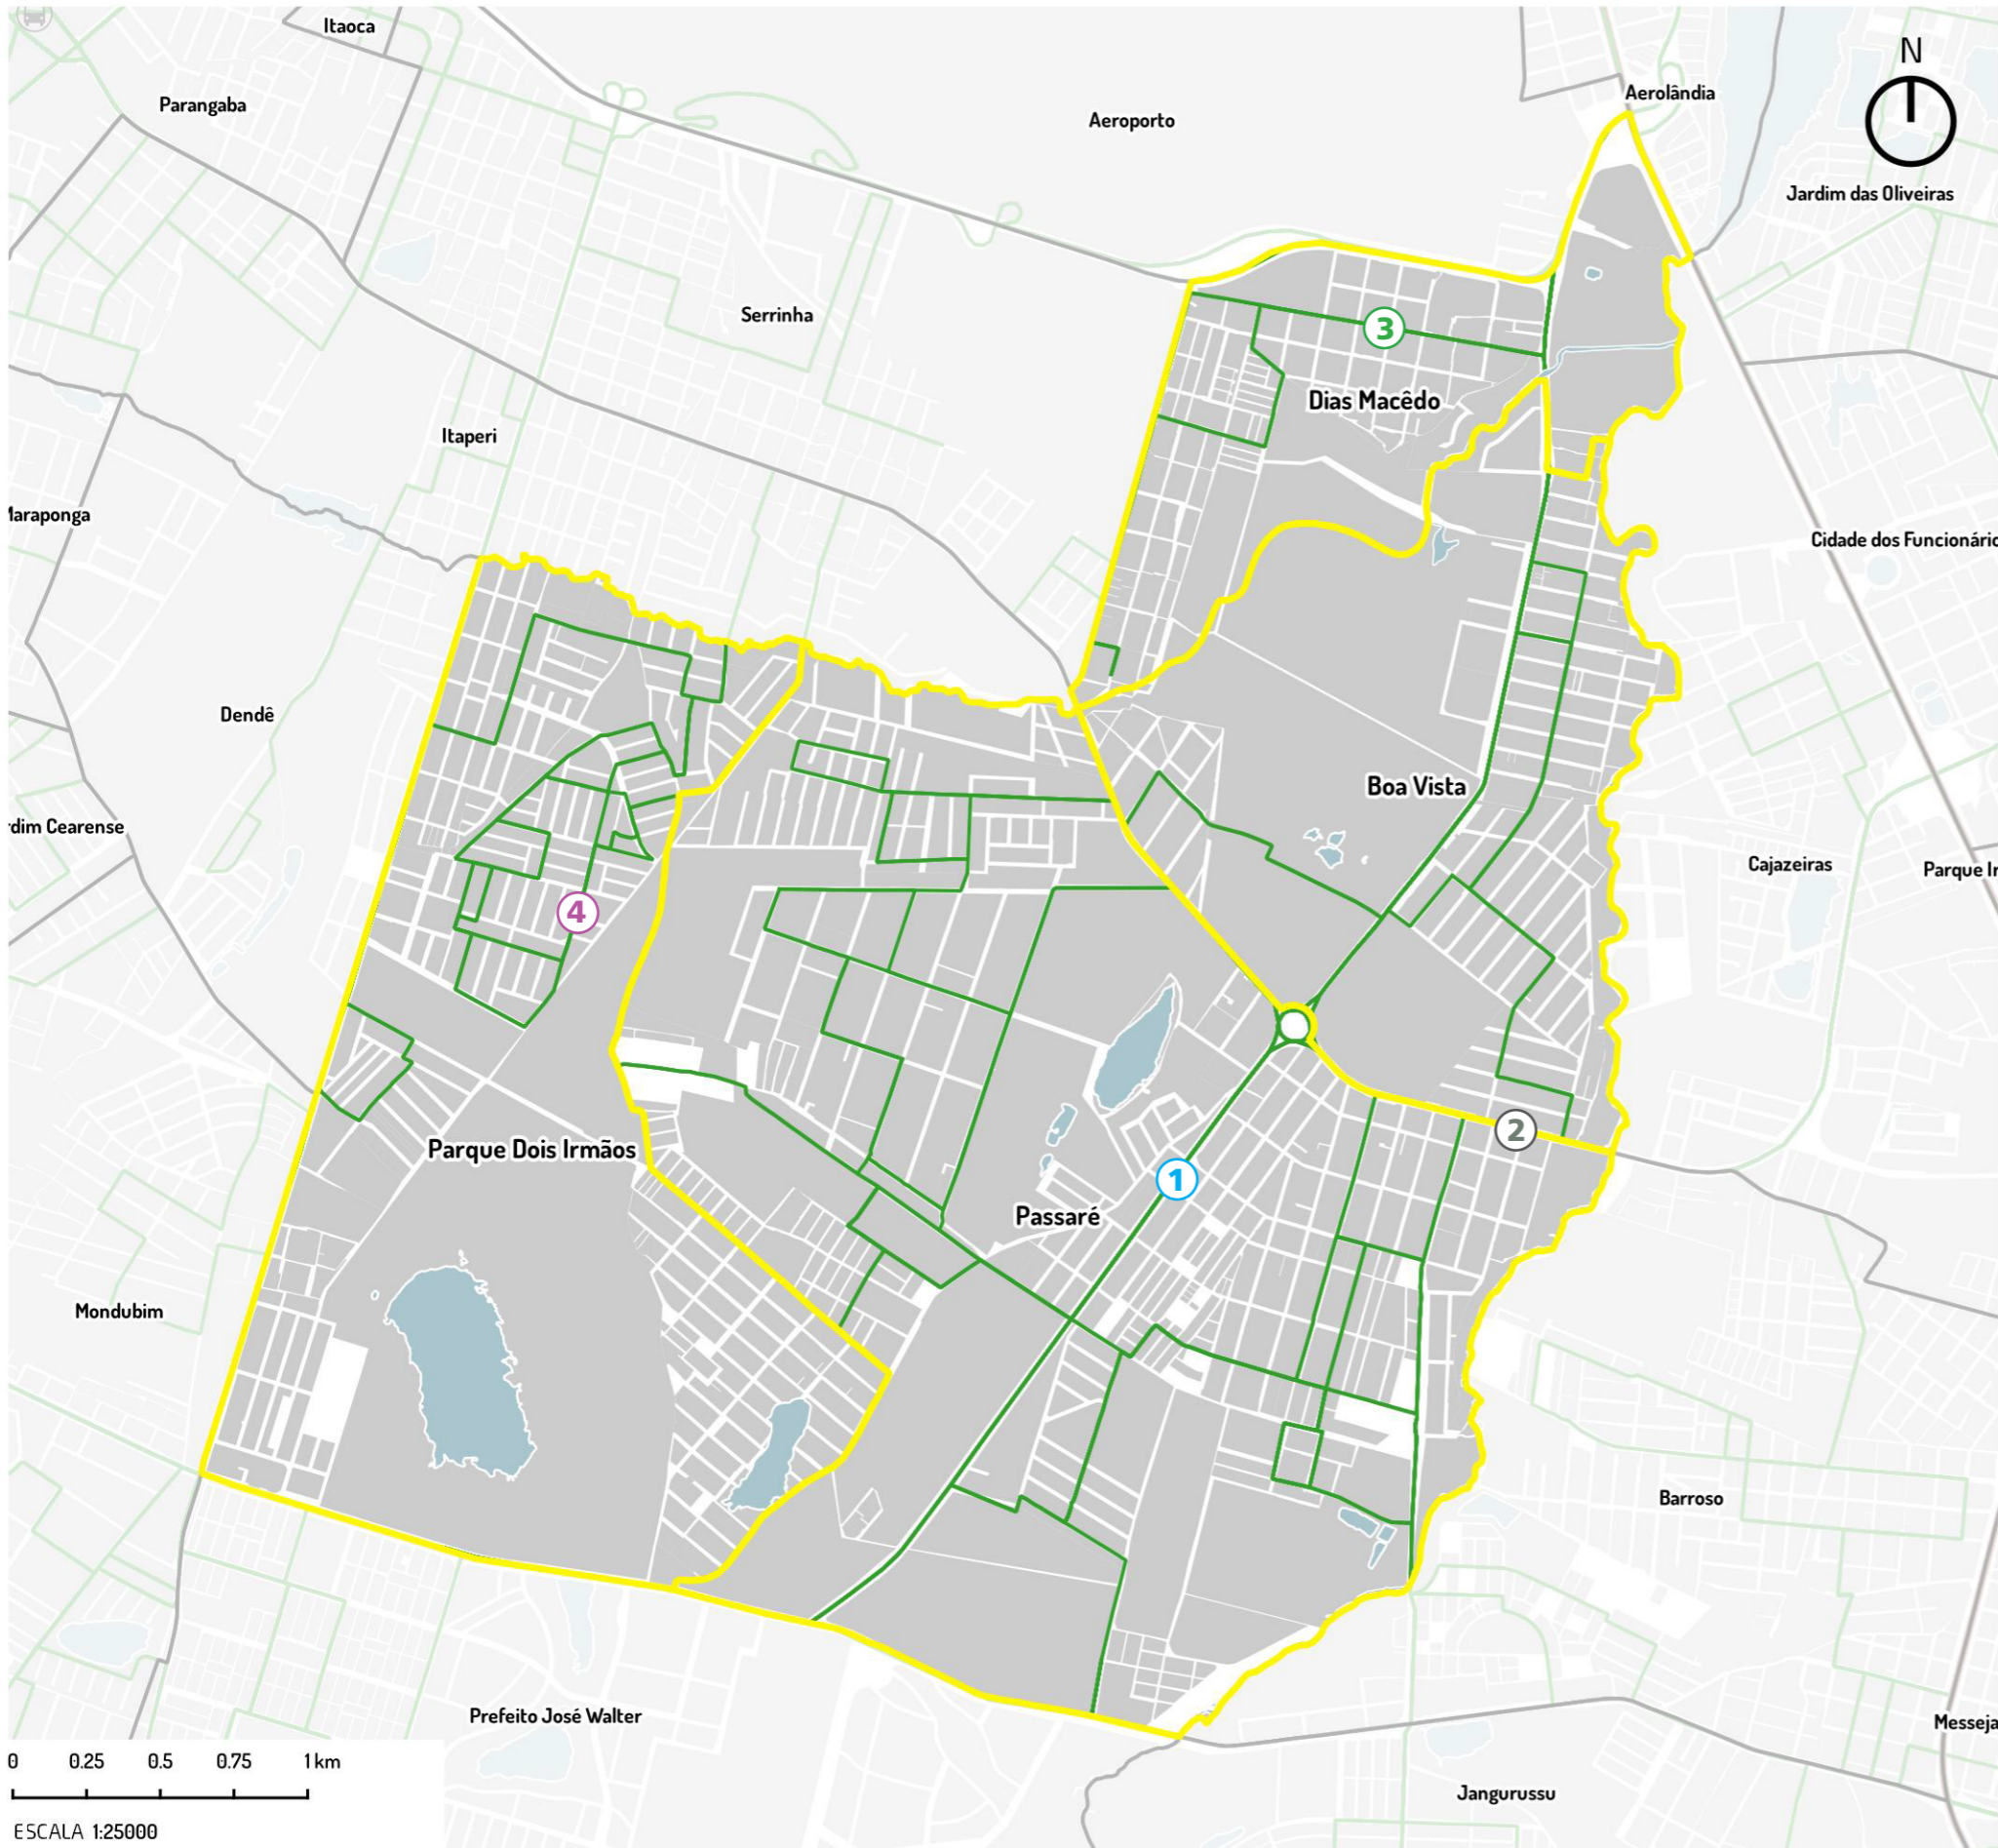 Itaoca
N
Aerolândia
Parangaba
Aeroporto
Jardim das Oliveiras
Serrinha
3
Dias Macêdo
Itaperi
Maraponga
Cidade dos Funcionário
Dendê
Boa Vista
rdim Cearense
Cajazeiras
Parque Ir
4
2
Parque Dois Irmãos
1
Passaré
Mondubim
Barroso
Prefeito José Walter
Messeja
0 0.25 0.5 0.75 1 km
Jangurussu
ESCALA 1:25000